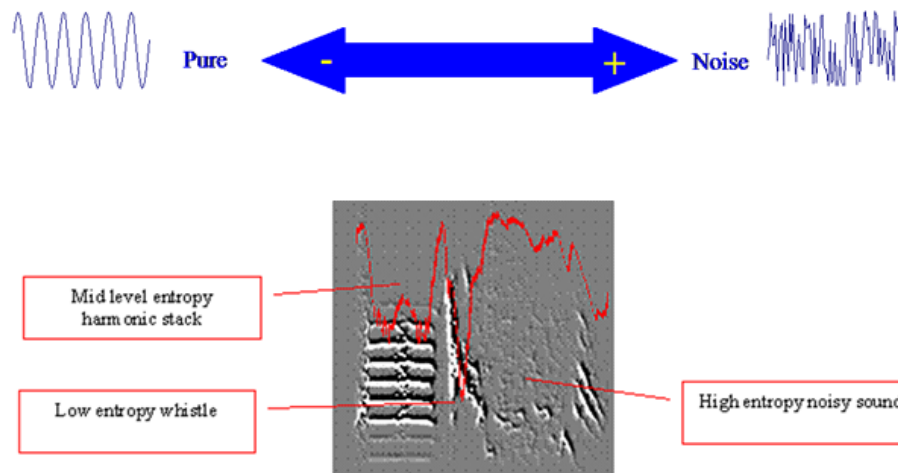 Pure - + Noise
Mid level entropy
harmonic stack
Low entropy whistle
High entropy noisy sound